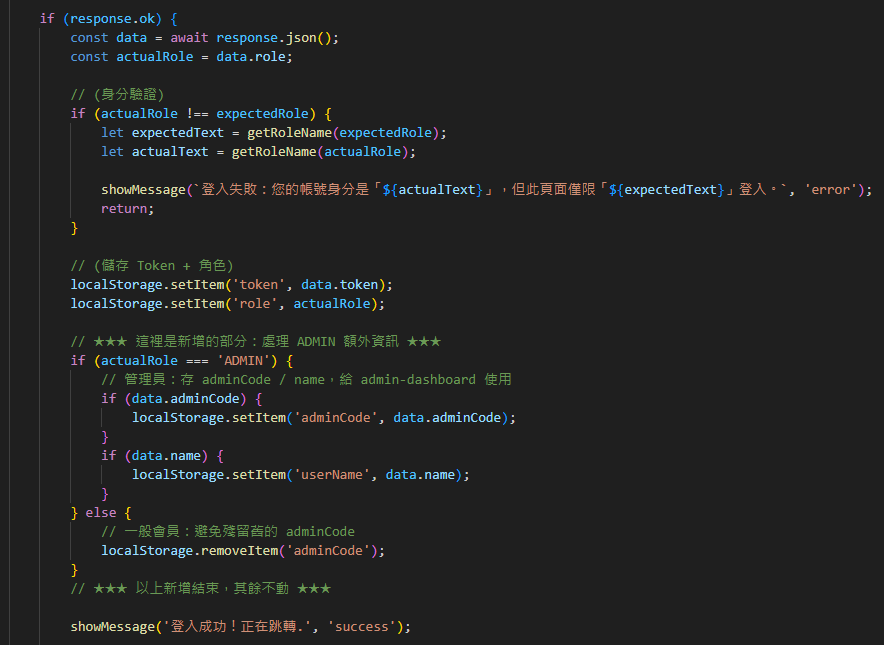 if (response.ok) {
const data = await response.json();
const actualRole = data.role;
// (身分驗證)
if (actualRole !== expectedRole) {
let expectedText = getRoleName(expectedRole);
let actualText = getRoleName(actualRole);
showMessage(`登入失敗：您的帳號身分是「${actualText}」，但此頁面僅限「${expectedText}」登入。`, 'error');
return;
}
// (儲存 Token + 角色)
localStorage.setItem('token', data.token);
localStorage.setItem('role', actualRole);
// ★★★ 這裡是新增的部分：處理 ADMIN 額外資訊 ★★★
if (actualRole === 'ADMIN') {
// 管理員：存 adminCode / name，給 admin-dashboard 使用
if (data.adminCode) {
localStorage.setItem('adminCode', data.adminCode);
}
if (data.name) {
localStorage.setItem('userName', data.name);
}
} else {
// 一般會員：避免殘留舊的 adminCode
localStorage.removeItem('adminCode');
}
// ★★★ 以上新增結束，其餘不動 ★★★
showMessage('登入成功！正在跳轉.', 'success');